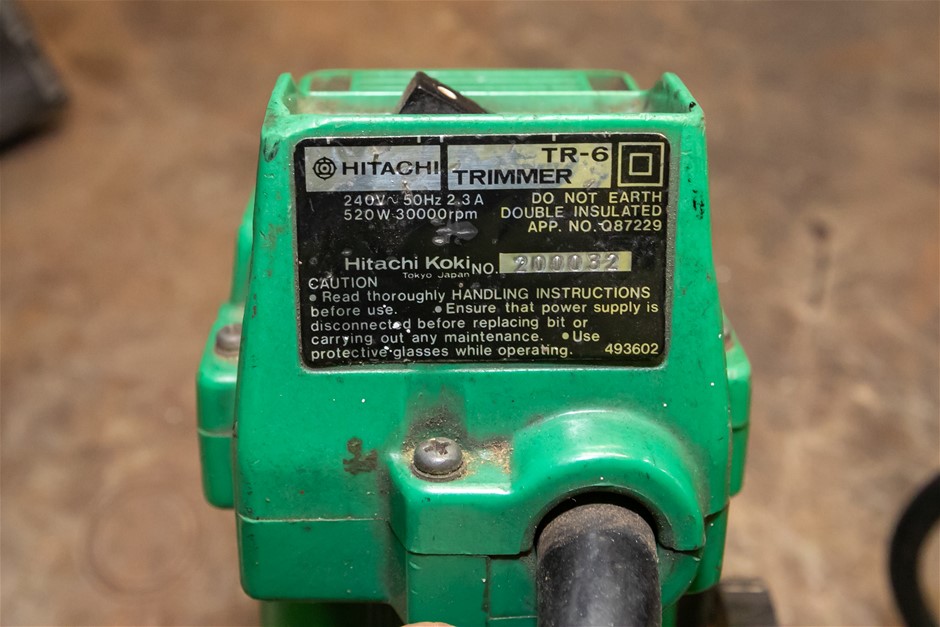 HITACHI
TR-6
TRIMMER
240V~ 50Hz 2.3A
520W 30000rpm
DO NOT EARTH
DOUBLE INSULATED
APP. NO. Q87229
Hitachi Koki NO. 200032
Tokyo Japan
CAUTION
• Read thoroughly HANDLING INSTRUCTIONS
before use. • Ensure that power supply is
disconnected before replacing bit or
carrying out any maintenance. • Use
protective glasses while operating. 493602